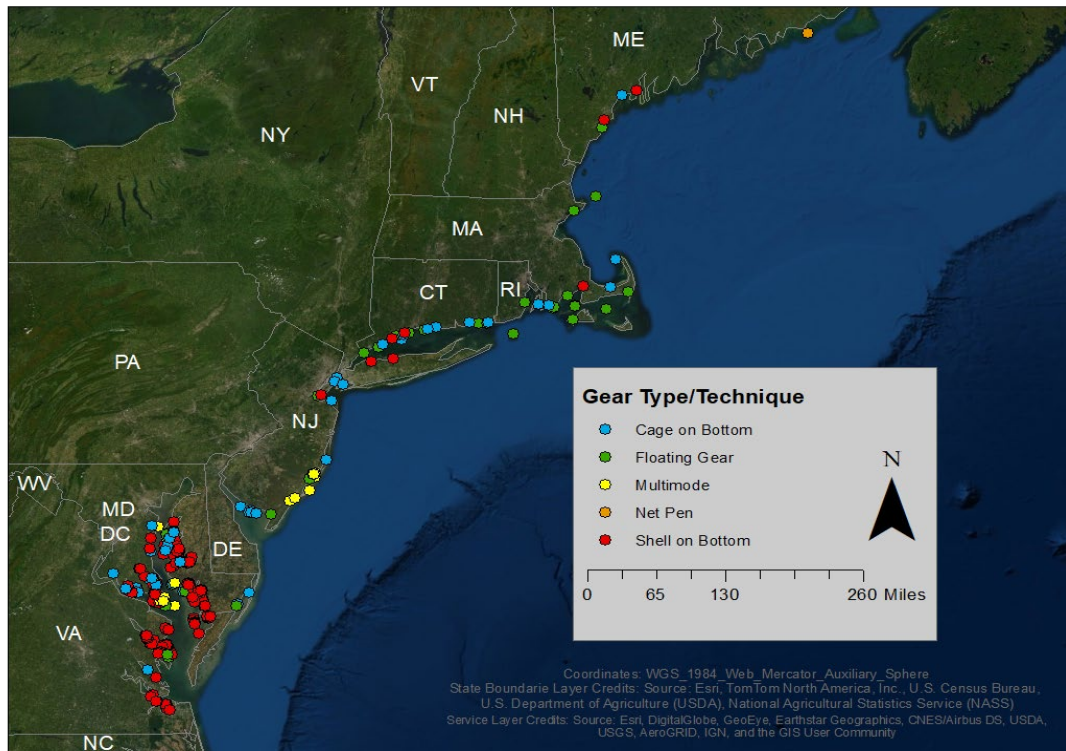 ME
VT
NH
NY
MA
CT
RI
PA
NJ
WV
MD
DC
DE
VA
NC
Gear Type/Technique
Cage on Bottom
Floating Gear
Multimode
Net Pen
Shell on Bottom
N
0 65 130 260 Miles
Coordinates: WGS_1984_Web_Mercator_Auxiliary_Sphere
State Boundarie Layer Credits: Source: Esri, TomTom North America, Inc., U.S. Census Bureau,
U.S. Department of Agriculture (USDA), National Agricultural Statistics Service (NASS)
Service Layer Credits: Source: Esri, DigitalGlobe, GeoEye, Earthstar Geographics, CNES/Airbus DS, USDA,
USGS, AeroGRID, IGN, and the GIS User Community